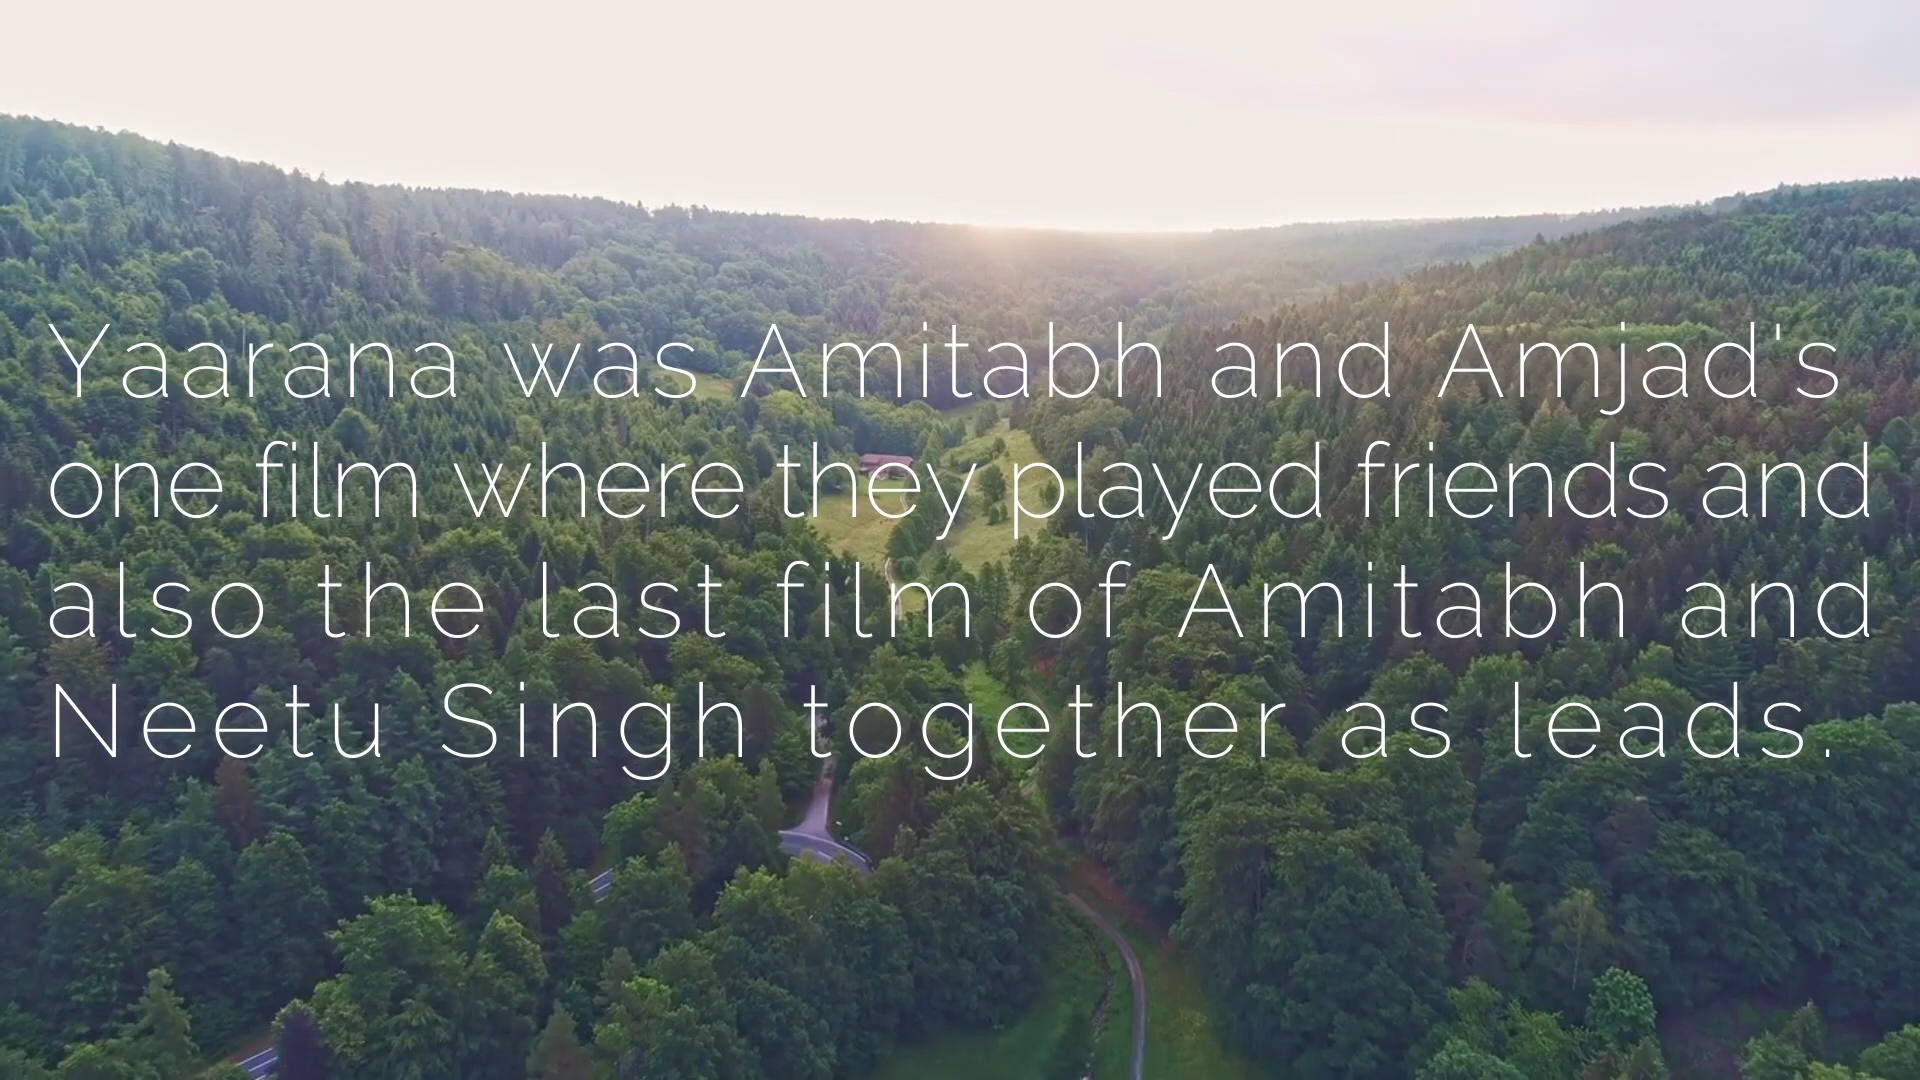 Yaarana was Amitabh and Amjad's
one film where they played friends and
also the last film of Amitabh and
Neetu Singh together as leads.